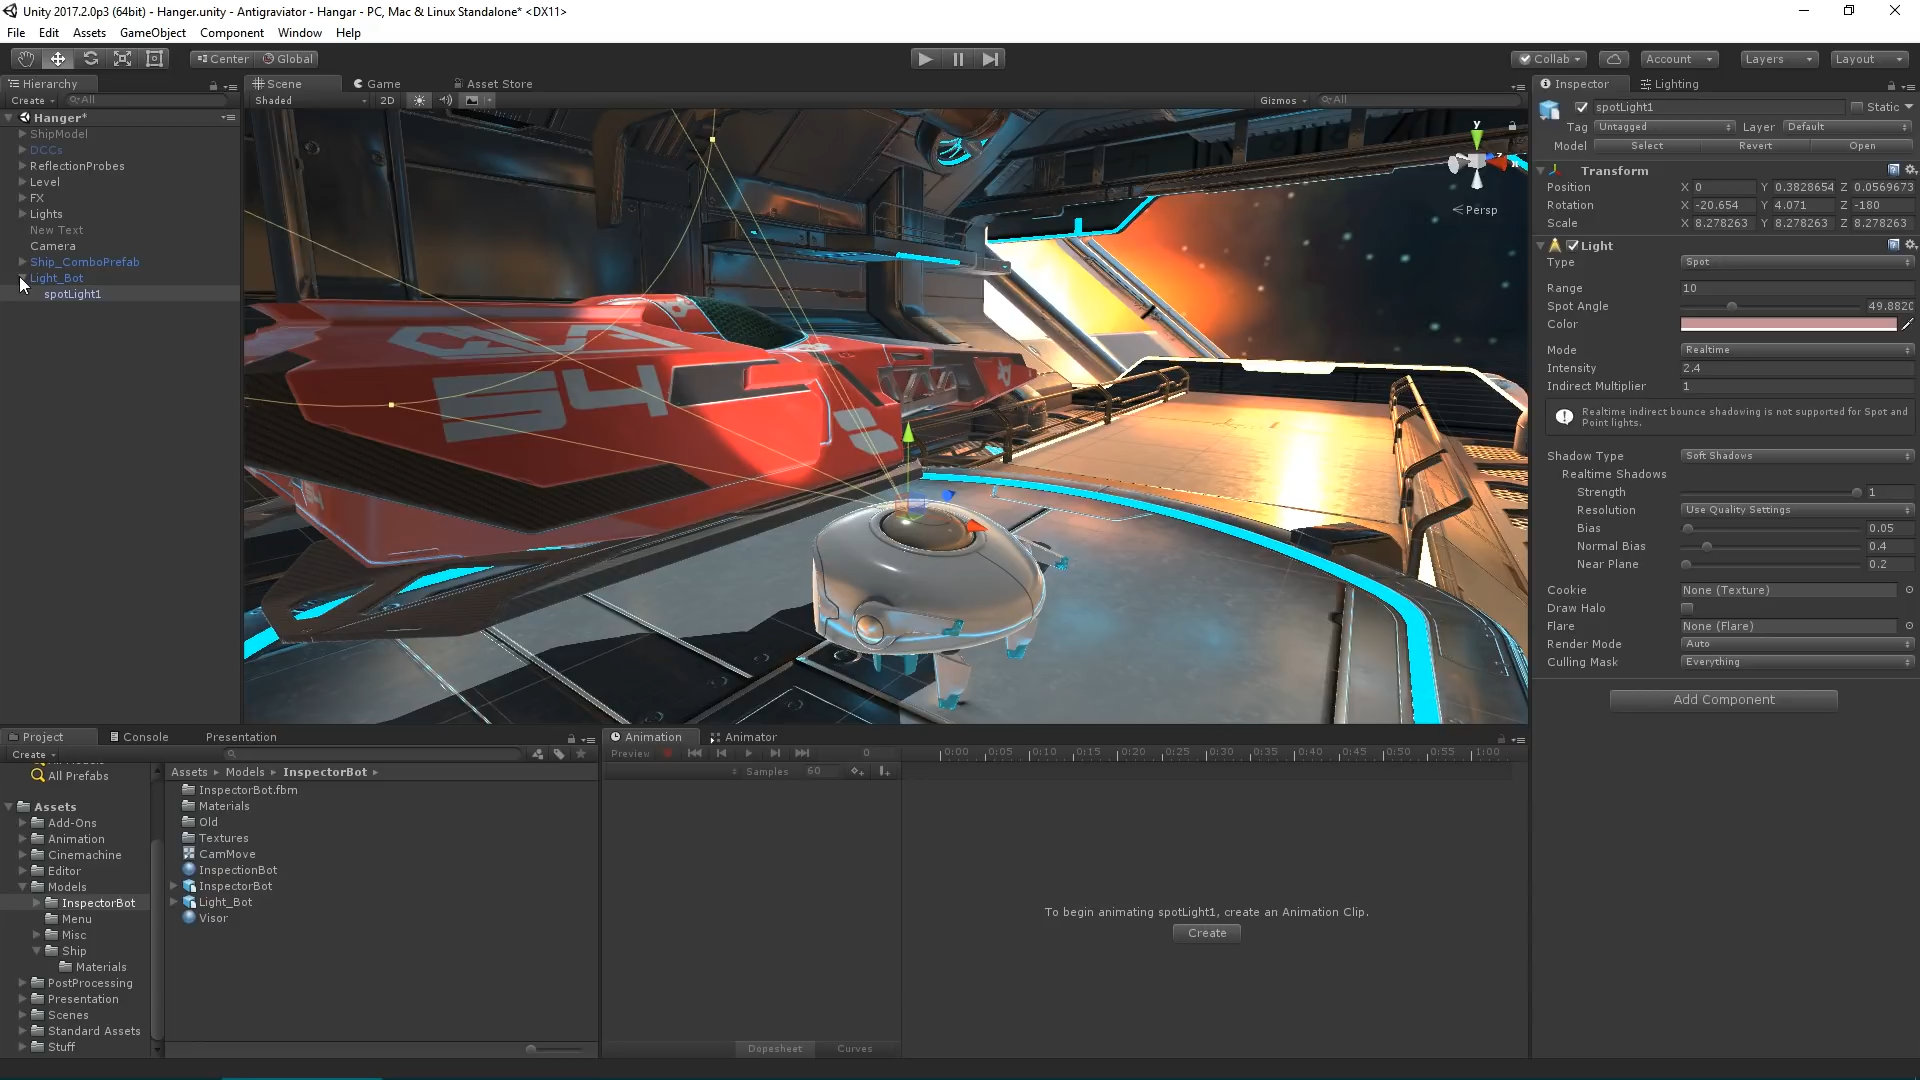 Unity 2017.2.0p3 (64bit) - Hanger.unity - Antigraviator - Hangar - PC, Mac & Linux Standalone* <DX11>
File Edit Assets GameObject Component Window Help
Center Global Collab Account Layers Layout
Hierarchy
Create All
Hanger*
ShipModel
DCCs
ReflectionProbes
Level
FX
Lights
New Text
Camera
Ship_ComboPrefab
Light_Bot
spotLight1
Scene Game Asset Store
Shaded 2D Gizmos All
y
x
Persp
54
Inspector Lighting
spotLight1 Static
Tag Untagged Layer Default
Model Select Revert Open
Transform
Position X 0 Y 0.3828654 Z 0.0569673
Rotation X -20.654 Y 4.071 Z -180
Scale X 8.278263 Y 8.278263 Z 8.278263
Light
Type Spot
Range 10
Spot Angle 49.8820
Color
Mode Realtime
Intensity 2.4
Indirect Multiplier 1
Realtime indirect bounce shadowing is not supported for Spot and
Point lights.
Shadow Type Soft Shadows
Realtime Shadows
Strength 1
Resolution Use Quality Settings
Bias 0.05
Normal Bias 0.4
Near Plane 0.2
Cookie None (Texture)
Draw Halo
Flare None (Flare)
Render Mode Auto
Culling Mask Everything
Add Component
Project Console Presentation
Create
All Prefabs
Assets
Add-Ons
Animation
Cinemachine
Editor
Models
InspectorBot
Menu
Misc
Ship
Materials
PostProcessing
Presentation
Scenes
Standard Assets
Stuff
Assets Models InspectorBot
InspectorBot.fbm
Materials
Old
Textures
CamMove
InspectionBot
InspectorBot
Light_Bot
Visor
Animation Animator
Preview 0 0:00 0:05 0:10 0:15 0:20 0:25 0:30 0:35 0:40 0:45 0:50 0:55 1:00
Samples 60
To begin animating spotLight1, create an Animation Clip.
Create
Dopesheet Curves